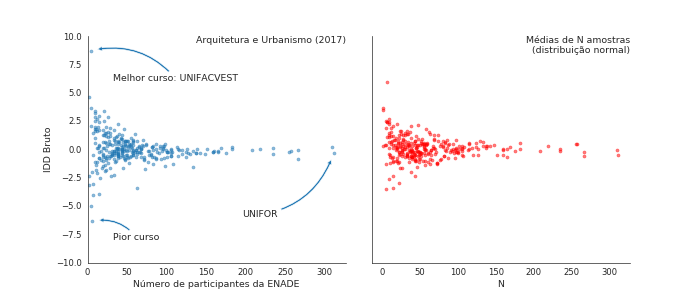 Arquitetura e Urbanismo (2017)
Melhor curso: UNIFACVEST
UNIFOR
Pior curso
IDD Bruto
10.0
7.5
5.0
2.5
0.0
−2.5
−5.0
−7.5
−10.0
0 50 100 150 200 250 300
Número de participantes da ENADE
Médias de N amostras
(distribuição normal)
0 50 100 150 200 250 300
N